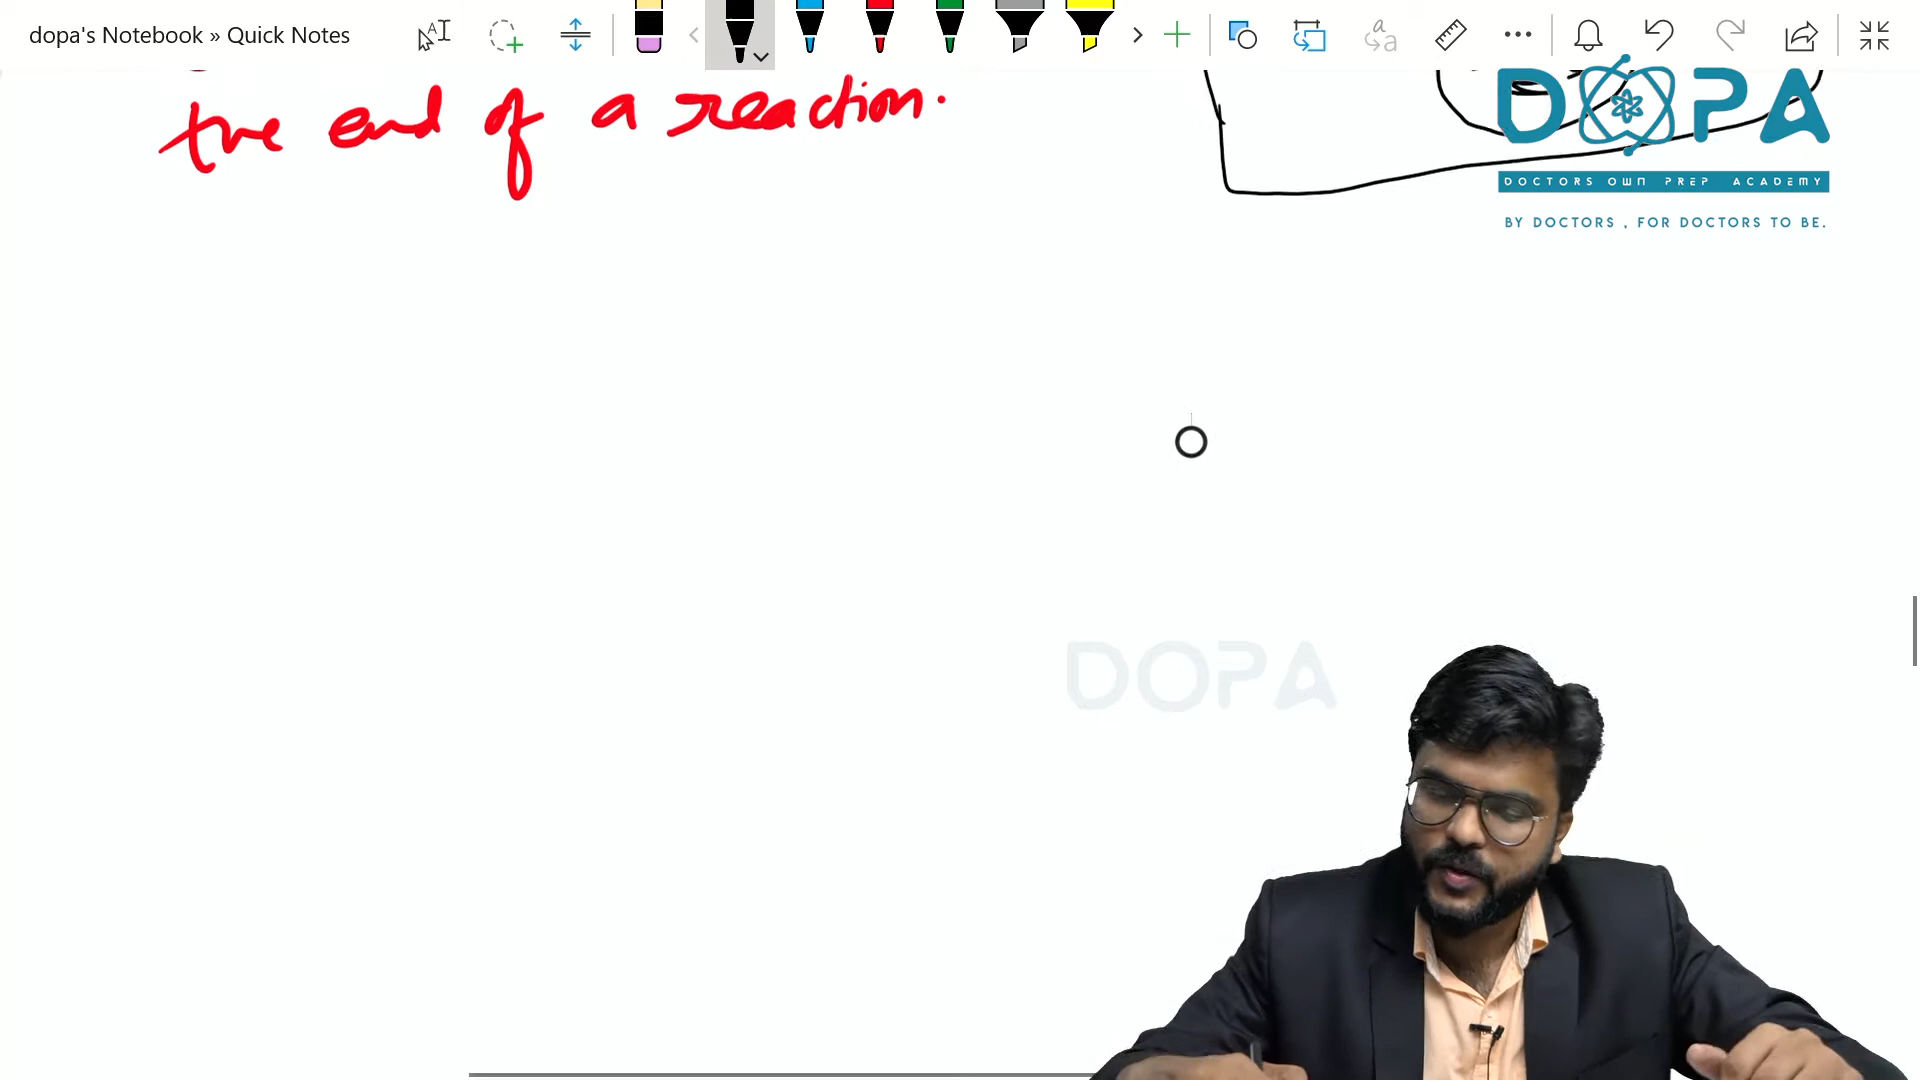 dopa's Notebook » Quick Notes
the end of a reaction.
DOPA
DOCTORS OWN PREP ACADEMY
BY DOCTORS , FOR DOCTORS TO BE.
DOPA